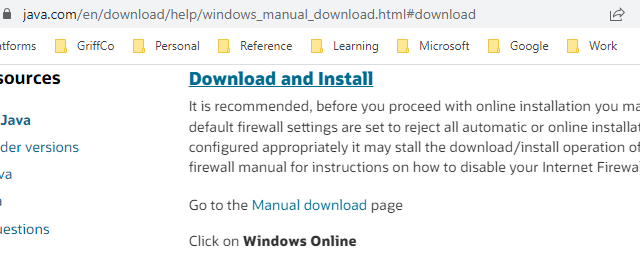 java.com/en/download/help/windows_manual_download.html#download
atforms GriffCo Personal Reference Learning Microsoft Google Work
sources
Download and Install
It is recommended, before you proceed with online installation you ma
Java
default firewall settings are set to reject all automatic or online installat
der versions
configured appropriately it may stall the download/install operation of
va
firewall manual for instructions on how to disable your Internet Firewa
a
Go to the Manual download page
uestions
Click on Windows Online